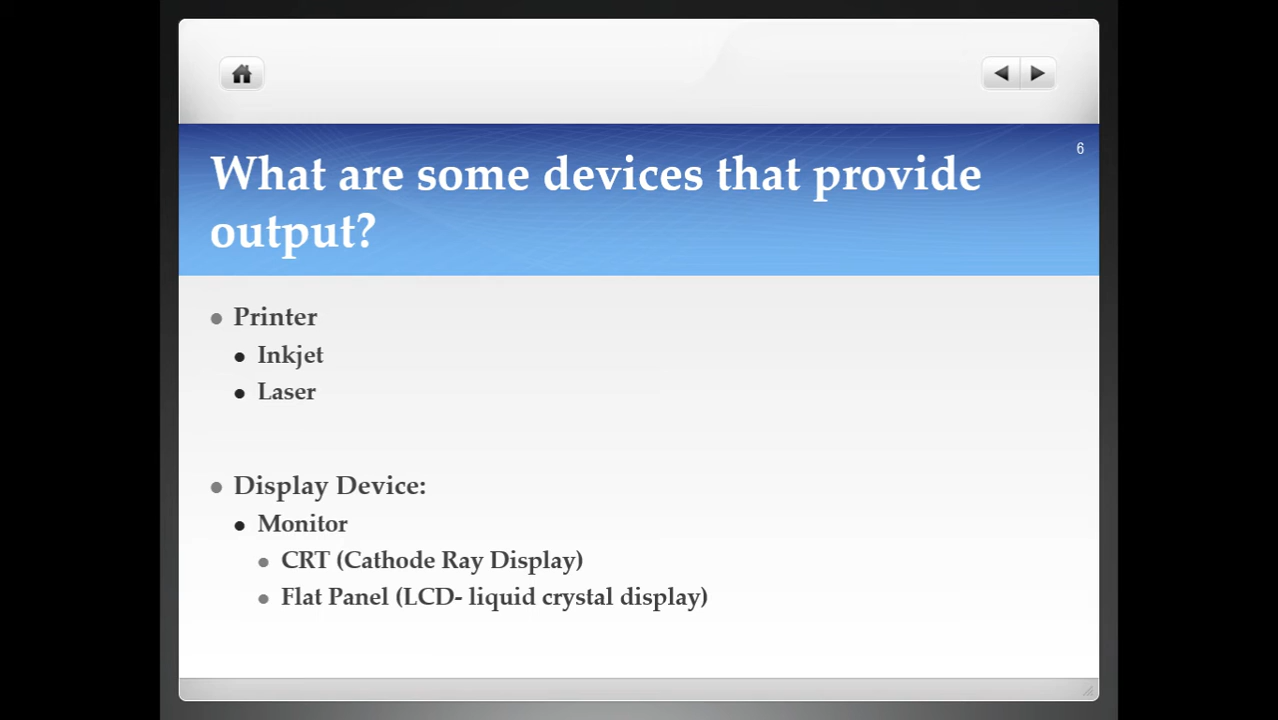 6
What are some devices that provide
output?
Printer
Inkjet
Laser
Display Device:
Monitor
CRT (Cathode Ray Display)
Flat Panel (LCD- liquid crystal display)